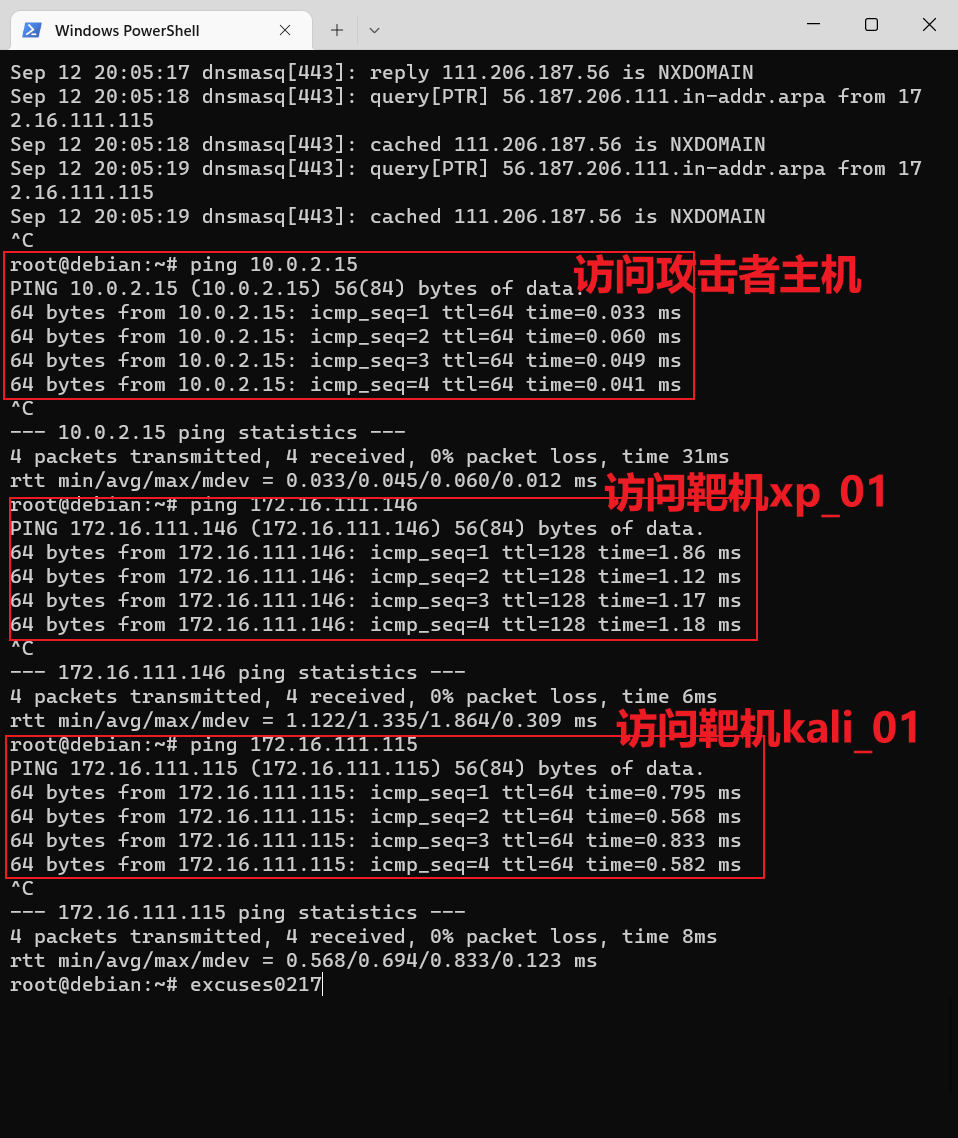 Windows PowerShell
Sep 12 20:05:17 dnsmasq[443]: reply 111.206.187.56 is NXDOMAIN
Sep 12 20:05:18 dnsmasq[443]: query[PTR] 56.187.206.111.in-addr.arpa from 17
2.16.111.115
Sep 12 20:05:18 dnsmasq[443]: cached 111.206.187.56 is NXDOMAIN
Sep 12 20:05:19 dnsmasq[443]: query[PTR] 56.187.206.111.in-addr.arpa from 17
2.16.111.115
Sep 12 20:05:19 dnsmasq[443]: cached 111.206.187.56 is NXDOMAIN
^C
root@debian:~# ping 10.0.2.15
访问攻击者主机
PING 10.0.2.15 (10.0.2.15) 56(84) bytes of data.
64 bytes from 10.0.2.15: icmp_seq=1 ttl=64 time=0.033 ms
64 bytes from 10.0.2.15: icmp_seq=2 ttl=64 time=0.060 ms
64 bytes from 10.0.2.15: icmp_seq=3 ttl=64 time=0.049 ms
64 bytes from 10.0.2.15: icmp_seq=4 ttl=64 time=0.041 ms
^C
--- 10.0.2.15 ping statistics ---
4 packets transmitted, 4 received, 0% packet loss, time 31ms
rtt min/avg/max/mdev = 0.033/0.045/0.060/0.012 ms
访问靶机xp_01
root@debian:~# ping 172.16.111.146
PING 172.16.111.146 (172.16.111.146) 56(84) bytes of data.
64 bytes from 172.16.111.146: icmp_seq=1 ttl=128 time=1.86 ms
64 bytes from 172.16.111.146: icmp_seq=2 ttl=128 time=1.12 ms
64 bytes from 172.16.111.146: icmp_seq=3 ttl=128 time=1.17 ms
64 bytes from 172.16.111.146: icmp_seq=4 ttl=128 time=1.18 ms
^C
--- 172.16.111.146 ping statistics ---
4 packets transmitted, 4 received, 0% packet loss, time 6ms
rtt min/avg/max/mdev = 1.122/1.335/1.864/0.309 ms
访问靶机kali_01
root@debian:~# ping 172.16.111.115
PING 172.16.111.115 (172.16.111.115) 56(84) bytes of data.
64 bytes from 172.16.111.115: icmp_seq=1 ttl=64 time=0.795 ms
64 bytes from 172.16.111.115: icmp_seq=2 ttl=64 time=0.568 ms
64 bytes from 172.16.111.115: icmp_seq=3 ttl=64 time=0.833 ms
64 bytes from 172.16.111.115: icmp_seq=4 ttl=64 time=0.582 ms
^C
--- 172.16.111.115 ping statistics ---
4 packets transmitted, 4 received, 0% packet loss, time 8ms
rtt min/avg/max/mdev = 0.568/0.694/0.833/0.123 ms
root@debian:~# excuses0217